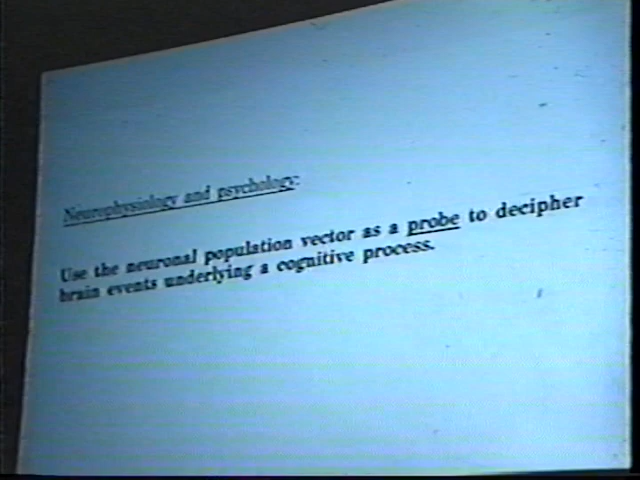 Neurophysiology and psychology:
Use the neuronal population vector as a probe to decipher
brain events underlying a cognitive process.